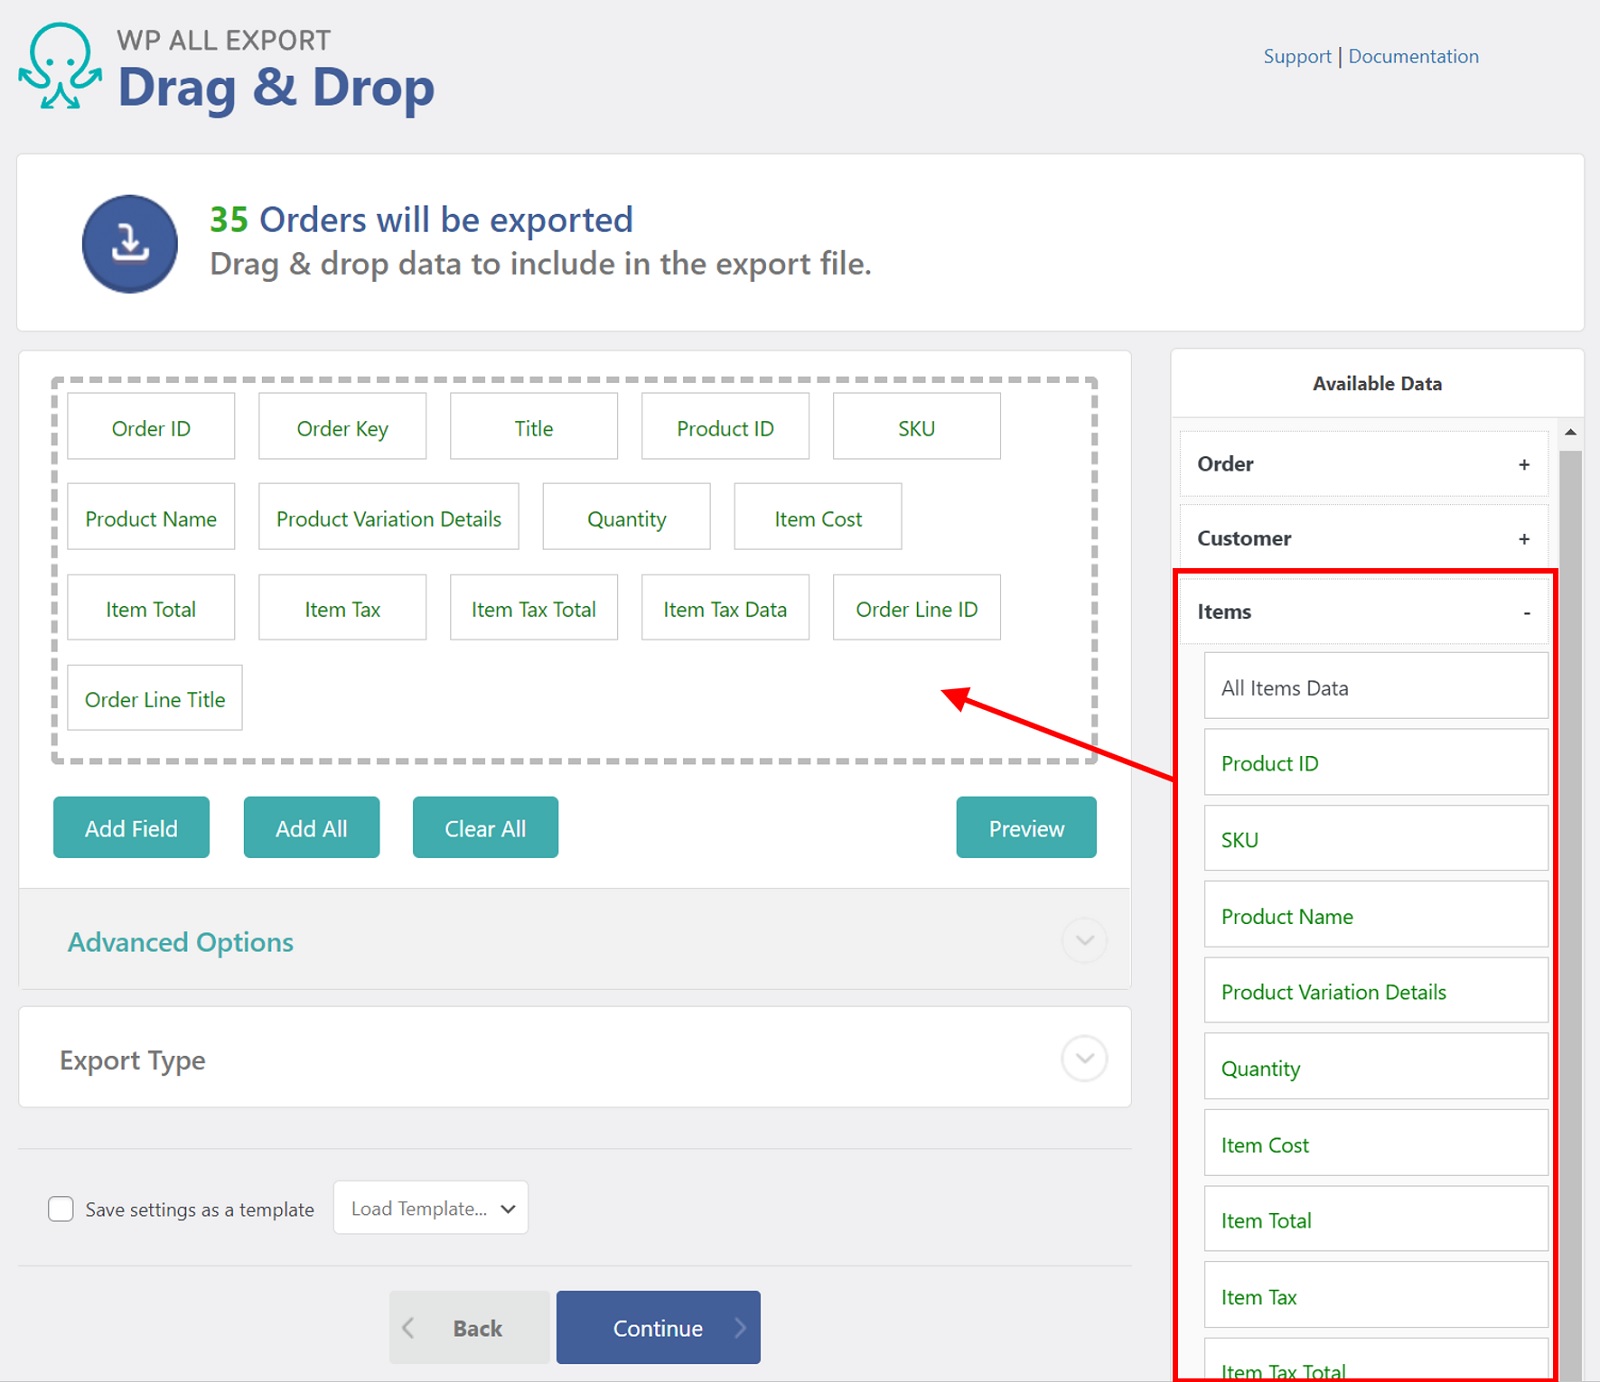 WP ALL EXPORT
Drag & Drop
Support | Documentation
35 Orders will be exported
Drag & drop data to include in the export file.
Order ID
Order Key
Title
Product ID
SKU
Product Name
Product Variation Details
Quantity
Item Cost
Item Total
Item Tax
Item Tax Total
Item Tax Data
Order Line ID
Order Line Title
Add Field
Add All
Clear All
Preview
Advanced Options
Export Type
Save settings as a template
Load Template...
Back
Continue
Available Data
Order +
Customer +
Items -
All Items Data
Product ID
SKU
Product Name
Product Variation Details
Quantity
Item Cost
Item Total
Item Tax
Item Tax Total